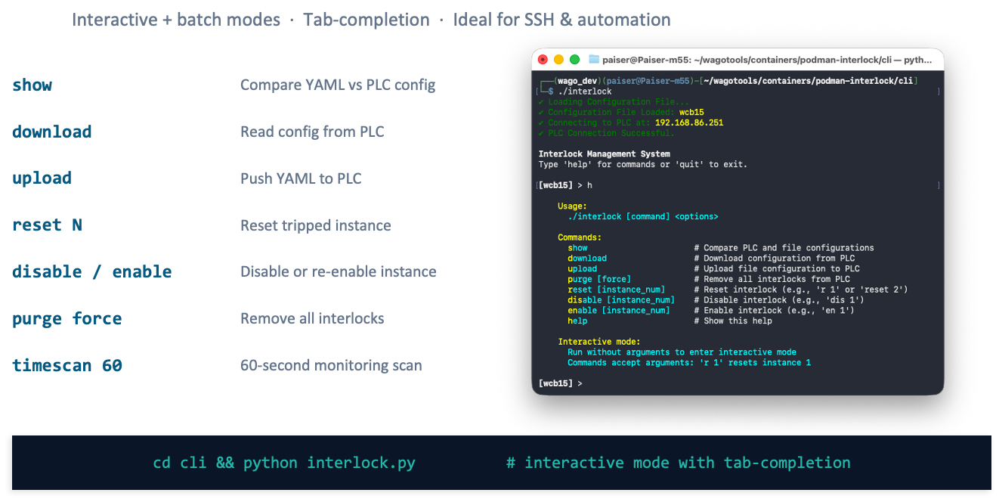 Interactive + batch modes · Tab-completion · Ideal for SSH & automation
show Compare YAML vs PLC config
download Read config from PLC
upload Push YAML to PLC
reset N Reset tripped instance
disable / enable Disable or re-enable instance
purge force Remove all interlocks
timescan 60 60-second monitoring scan
paiser@Paiser-m55: ~/wagotools/containers/podman-interlock/cli — pyth...
┌──(wago_dev)(paiser@Paiser-m55)-[~/wagotools/containers/podman-interlock/cli]
[└─$ ./interlock ]
✔ Loading Configuration File...
✔ Configuration File Loaded: wcb15
✔ Connecting to PLC at: 192.168.86.251
✔ PLC Connection Successful.
Interlock Management System
Type 'help' for commands or 'quit' to exit.
[[wcb15] > h ]
Usage:
./interlock [command] <options>
Commands:
show # Compare PLC and file configurations
download # Download configuration from PLC
upload # Upload file configuration to PLC
purge [force] # Remove all interlocks from PLC
reset [instance_num] # Reset interlock (e.g., 'r 1' or 'reset 2')
disable [instance_num] # Disable interlock (e.g., 'dis 1')
enable [instance_num] # Enable interlock (e.g., 'en 1')
help # Show this help
Interactive mode:
Run without arguments to enter interactive mode
Commands accept arguments: 'r 1' resets instance 1
[wcb15] >
cd cli && python interlock.py # interactive mode with tab-completion